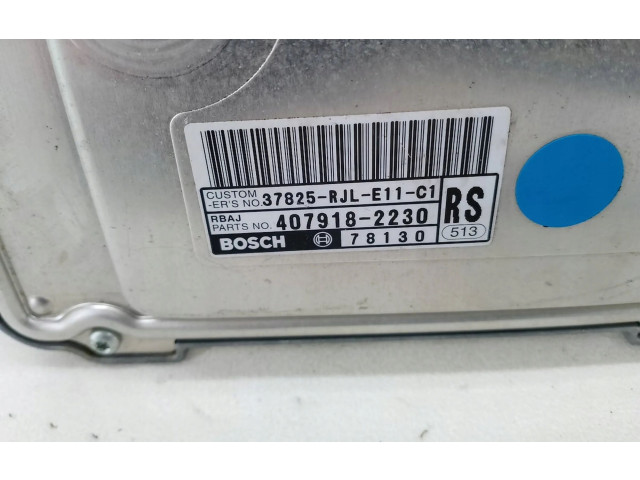 CUSTOM
-ER'S NO. 37825-RJL-E11-C1
RBAJ
PARTS NO. 407918-2230
RS
BOSCH 78130
513